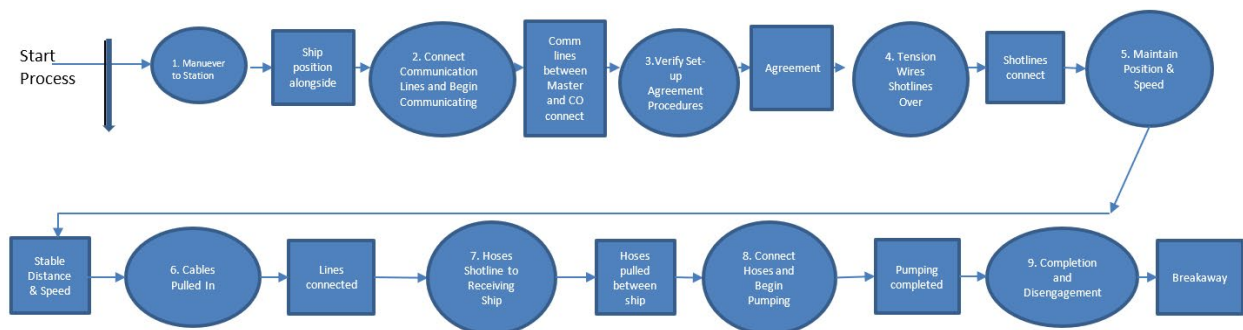 Start
Process
1. Manuever
to Station
Ship
position
alongside
2. Connect
Communication
Lines and Begin
Communicating
Comm
lines
between
Master
and CO
connect
3.Verify Set-
up
Agreement
Procedures
Agreement
4. Tension
Wires
Shotlines
Over
Shotlines
connect
5. Maintain
Position &
Speed
Stable
Distance
& Speed
6. Cables
Pulled In
Lines
connected
7. Hoses
Shotline to
Receiving
Ship
Hoses
pulled
between
ship
8. Connect
Hoses and
Begin
Pumping
Pumping
completed
9. Completion
and
Disengagement
Breakaway